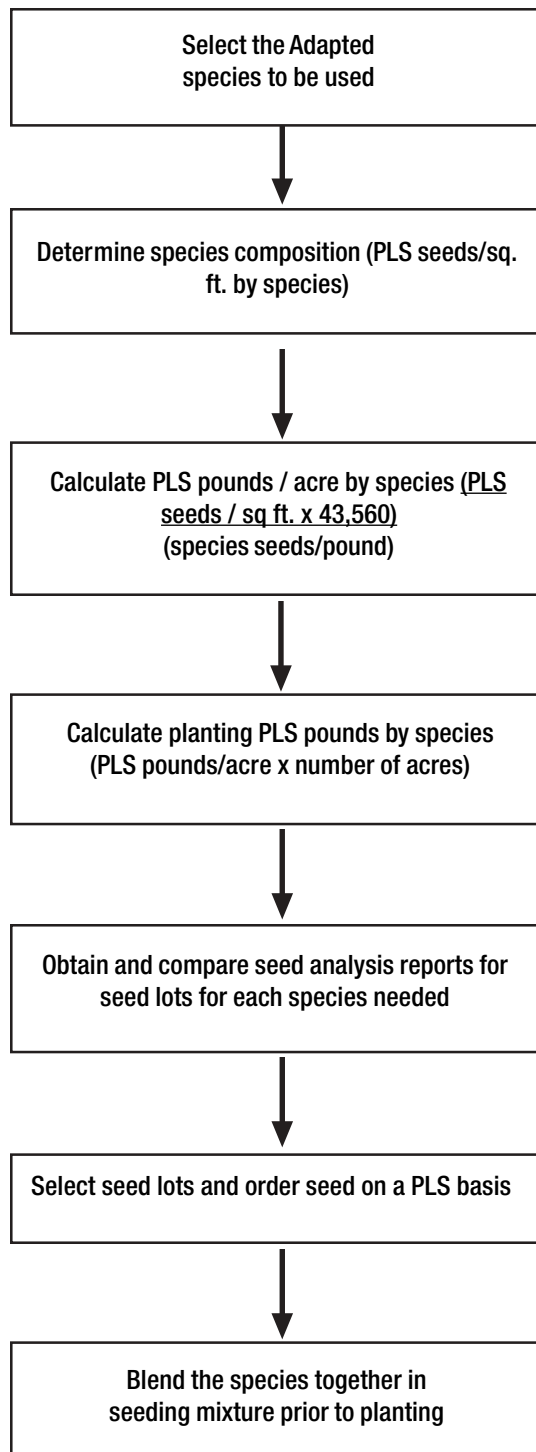 Select the Adapted
species to be used
Determine species composition (PLS seeds/sq.
ft. by species)
Calculate PLS pounds / acre by species (PLS
seeds / sq ft. x 43,560)
(species seeds/pound)
Calculate planting PLS pounds by species
(PLS pounds/acre x number of acres)
Obtain and compare seed analysis reports for
seed lots for each species needed
Select seed lots and order seed on a PLS basis
Blend the species together in
seeding mixture prior to planting